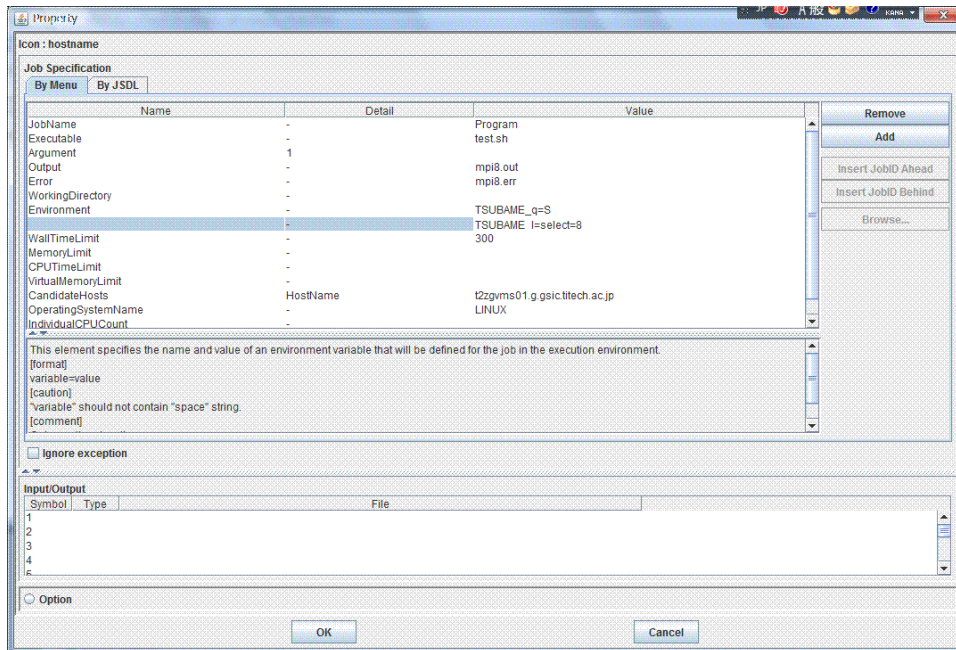 Property
JP A 般 KANA
Icon : hostname
Job Specification
By Menu By JSDL
Name Detail Value
JobName - Program
Executable - test.sh
Argument 1
Output - mpi8.out
Error - mpi8.err
WorkingDirectory -
Environment - TSUBAME_q=S
- TSUBAME_l=select=8
WallTimeLimit - 300
MemoryLimit -
CPUTimeLimit -
VirtualMemoryLimit -
CandidateHosts HostName t2zgvms01.g.gsic.titech.ac.jp
OperatingSystemName - LINUX
IndividualCPUCount -
Remove
Add
Insert JobID Ahead
Insert JobID Behind
Browse...
This element specifies the name and value of an environment variable that will be defined for the job in the execution environment.
[format]
variable=value
[caution]
"variable" should not contain "space" string.
[comment]
Ignore exception
Input/Output
Symbol Type File
1
2
3
4
5
Option
OK Cancel